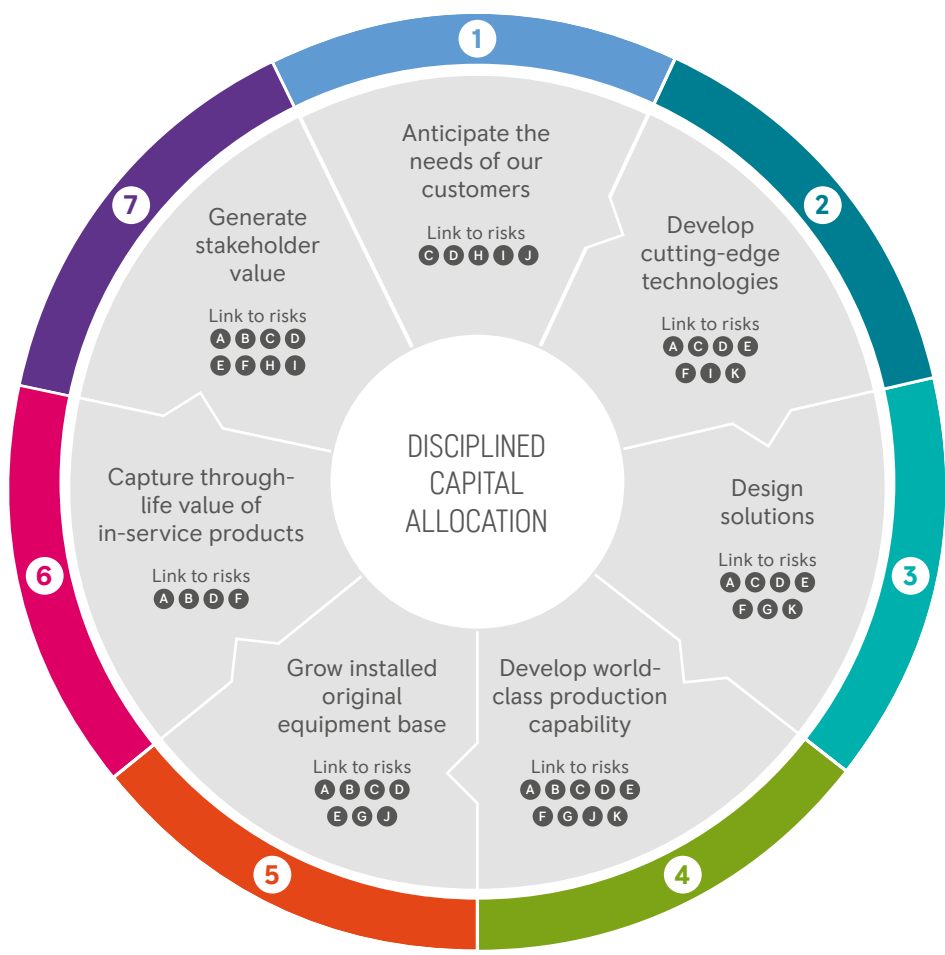 1
Anticipate the
needs of our
customers
Link to risks
C D H I J
2
Develop
cutting-edge
technologies
Link to risks
A C D E
F I K
3
Design
solutions
Link to risks
A C D E
F G K
4
Develop world-
class production
capability
Link to risks
A B C D E
F G J K
5
Grow installed
original
equipment base
Link to risks
A B C D
E G J
6
Capture through-
life value of
in-service products
Link to risks
A B D F
7
Generate
stakeholder
value
Link to risks
A B C D
E F H I
DISCIPLINED
CAPITAL
ALLOCATION